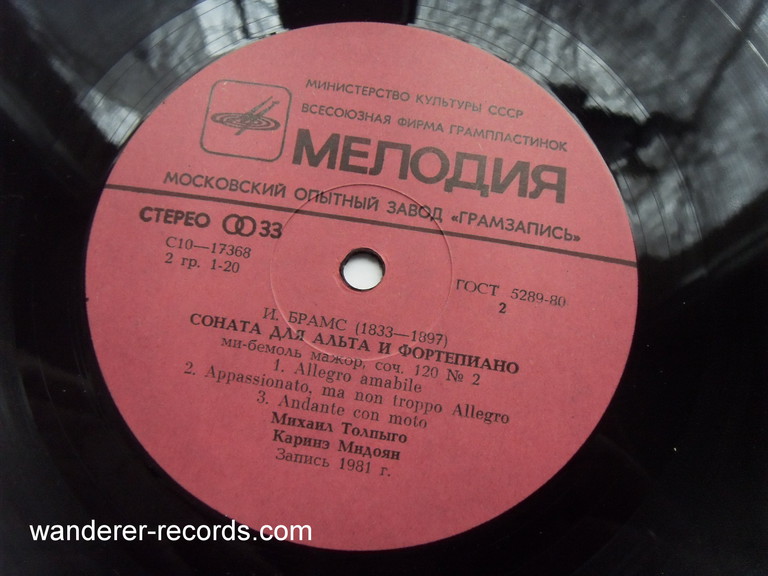 МИНИСТЕРСТВО КУЛЬТУРЫ СССР
ВСЕСОЮЗНАЯ ФИРМА ГРАМПЛАСТИНОК
МЕЛОДИЯ
МОСКОВСКИЙ ОПЫТНЫЙ ЗАВОД «ГРАМЗАПИСЬ»
СТЕРЕО 33
С10—17368
2 гр. 1-20
ГОСТ 5289-80
2
И. БРАМС (1833—1897)
СОНАТА ДЛЯ АЛЬТА И ФОРТЕПИАНО
ми-бемоль мажор, соч. 120 № 2
1. Allegro amabile
2. Appassionato, ma non troppo Allegro
3. Andante con moto
Михаил Толпыго
Каринэ Мидоян
Запись 1981 г.
wanderer-records.com